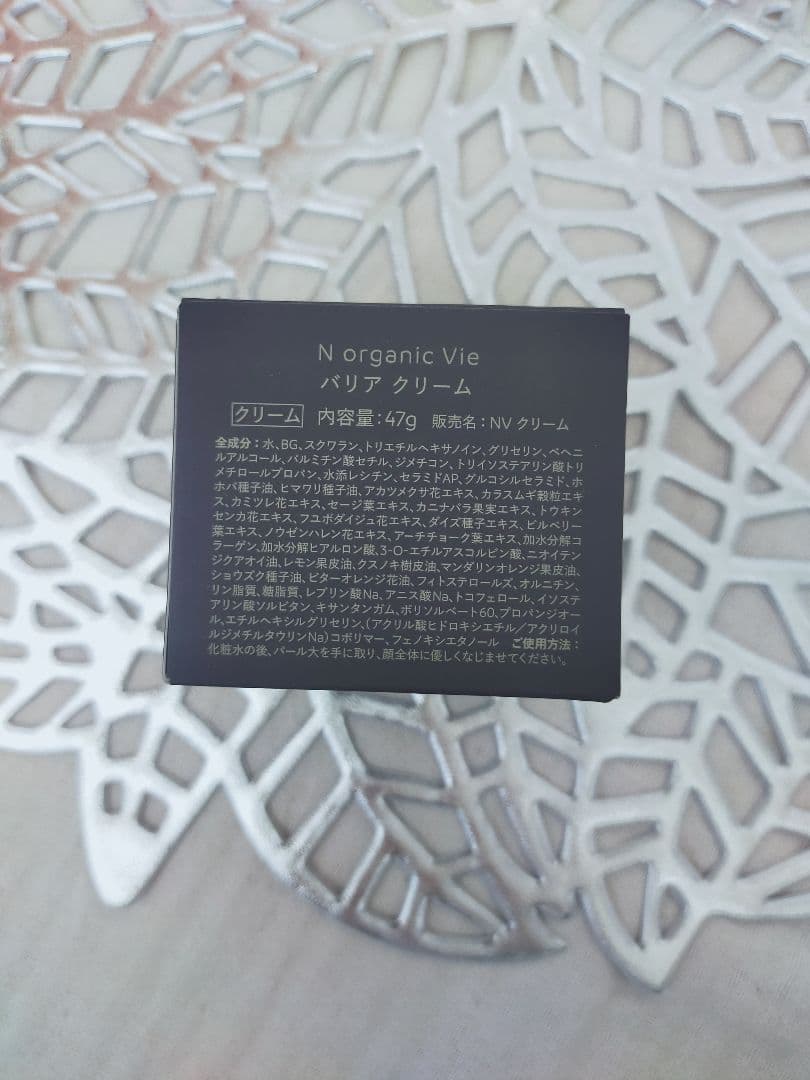 N organic Vie
バリア クリーム
クリーム 内容量：47g 販売名：NV クリーム
全成分：水、BG、スクワラン、トリエチルヘキサノイン、グリセリン、ベヘニ
ルアルコール、パルミチン酸セチル、ジメチコン、トリイソステアリン酸トリ
メチロールプロパン、水添レシチン、セラミドAP、グルコシルセラミド、ホ
ホバ種子油、ヒマワリ種子油、アカツメクサ花エキス、カラスムギ穀粒エキ
ス、カミツレ花エキス、セージ葉エキス、カニナバラ果実エキス、トウキン
センカ花エキス、フユボダイジュ花エキス、ダイズ種子エキス、ビルベリー
葉エキス、ノウゼンハレン花エキス、アーチチョーク葉エキス、加水分解コ
ラーゲン、加水分解ヒアルロン酸、3-O-エチルアスコルビン酸、ニオイテン
ジクアオイ油、レモン果皮油、クスノキ樹皮油、マンダリンオレンジ果皮油、
ショウズク種子油、ビターオレンジ花油、フィトステロールズ、オルニチン、
リン脂質、糖脂質、レブリン酸Na、アニス酸Na、トコフェロール、イソステ
アリン酸ソルビタン、キサンタンガム、ポリソルベート60、プロパンジオー
ル、エチルヘキシルグリセリン、（アクリル酸ヒドロキシエチル／アクリロイ
ルジメチルタウリンNa）コポリマー、フェノキシエタノール ご使用方法：
化粧水の後、パール大を手に取り、顔全体に優しくなじませてください。